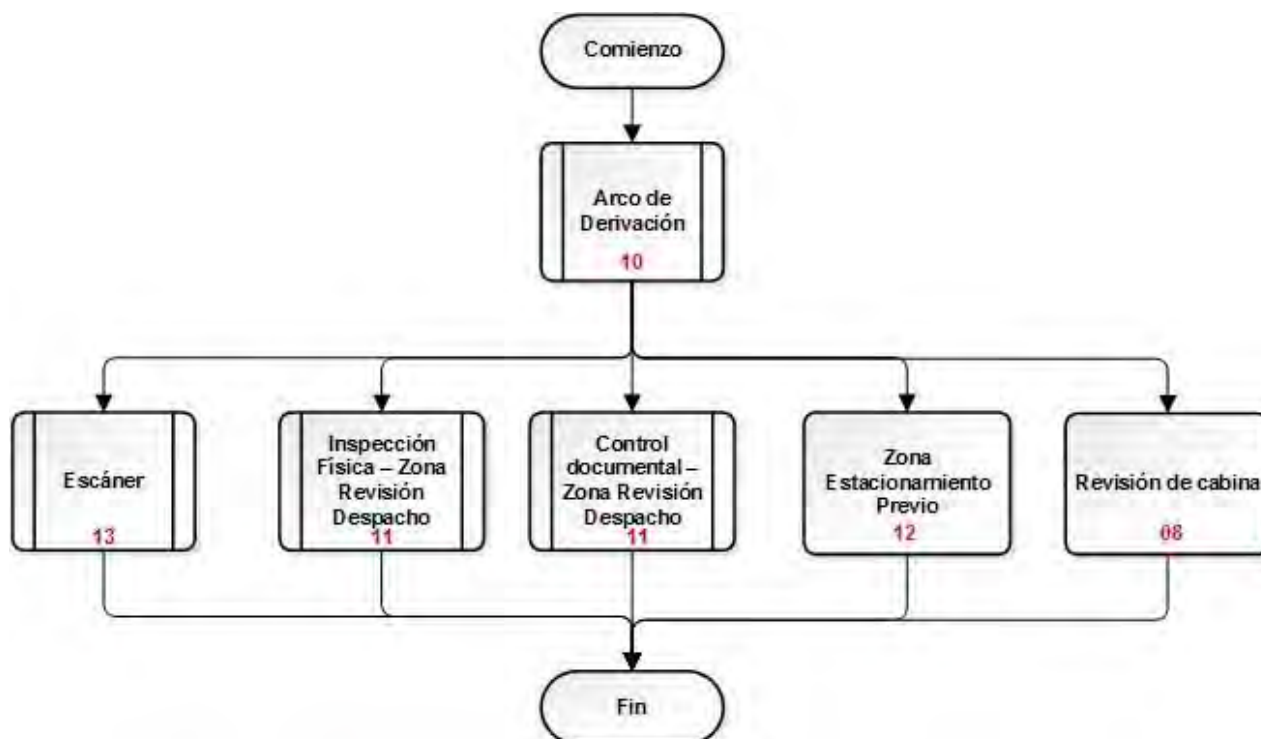 Comienzo
Arco de
Derivación
10
Escáner
13
Inspección
Física – Zona
Revisión
Despacho
11
Control
documental –
Zona Revisión
Despacho
11
Zona
Estacionamiento
Previo
12
Revisión de cabina
08
Fin